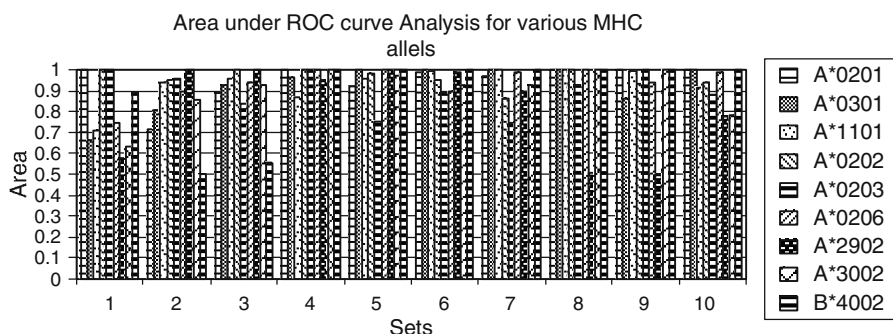 Area under ROC curve Analysis for various MHC
allels
1
0.9
0.8
0.7
0.6
0.5
0.4
0.3
0.2
0.1
0
Area
1 2 3 4 5 6 7 8 9 10
Sets
A*0201
A*0301
A*1101
A*0202
A*0203
A*0206
A*2902
A*3002
B*4002